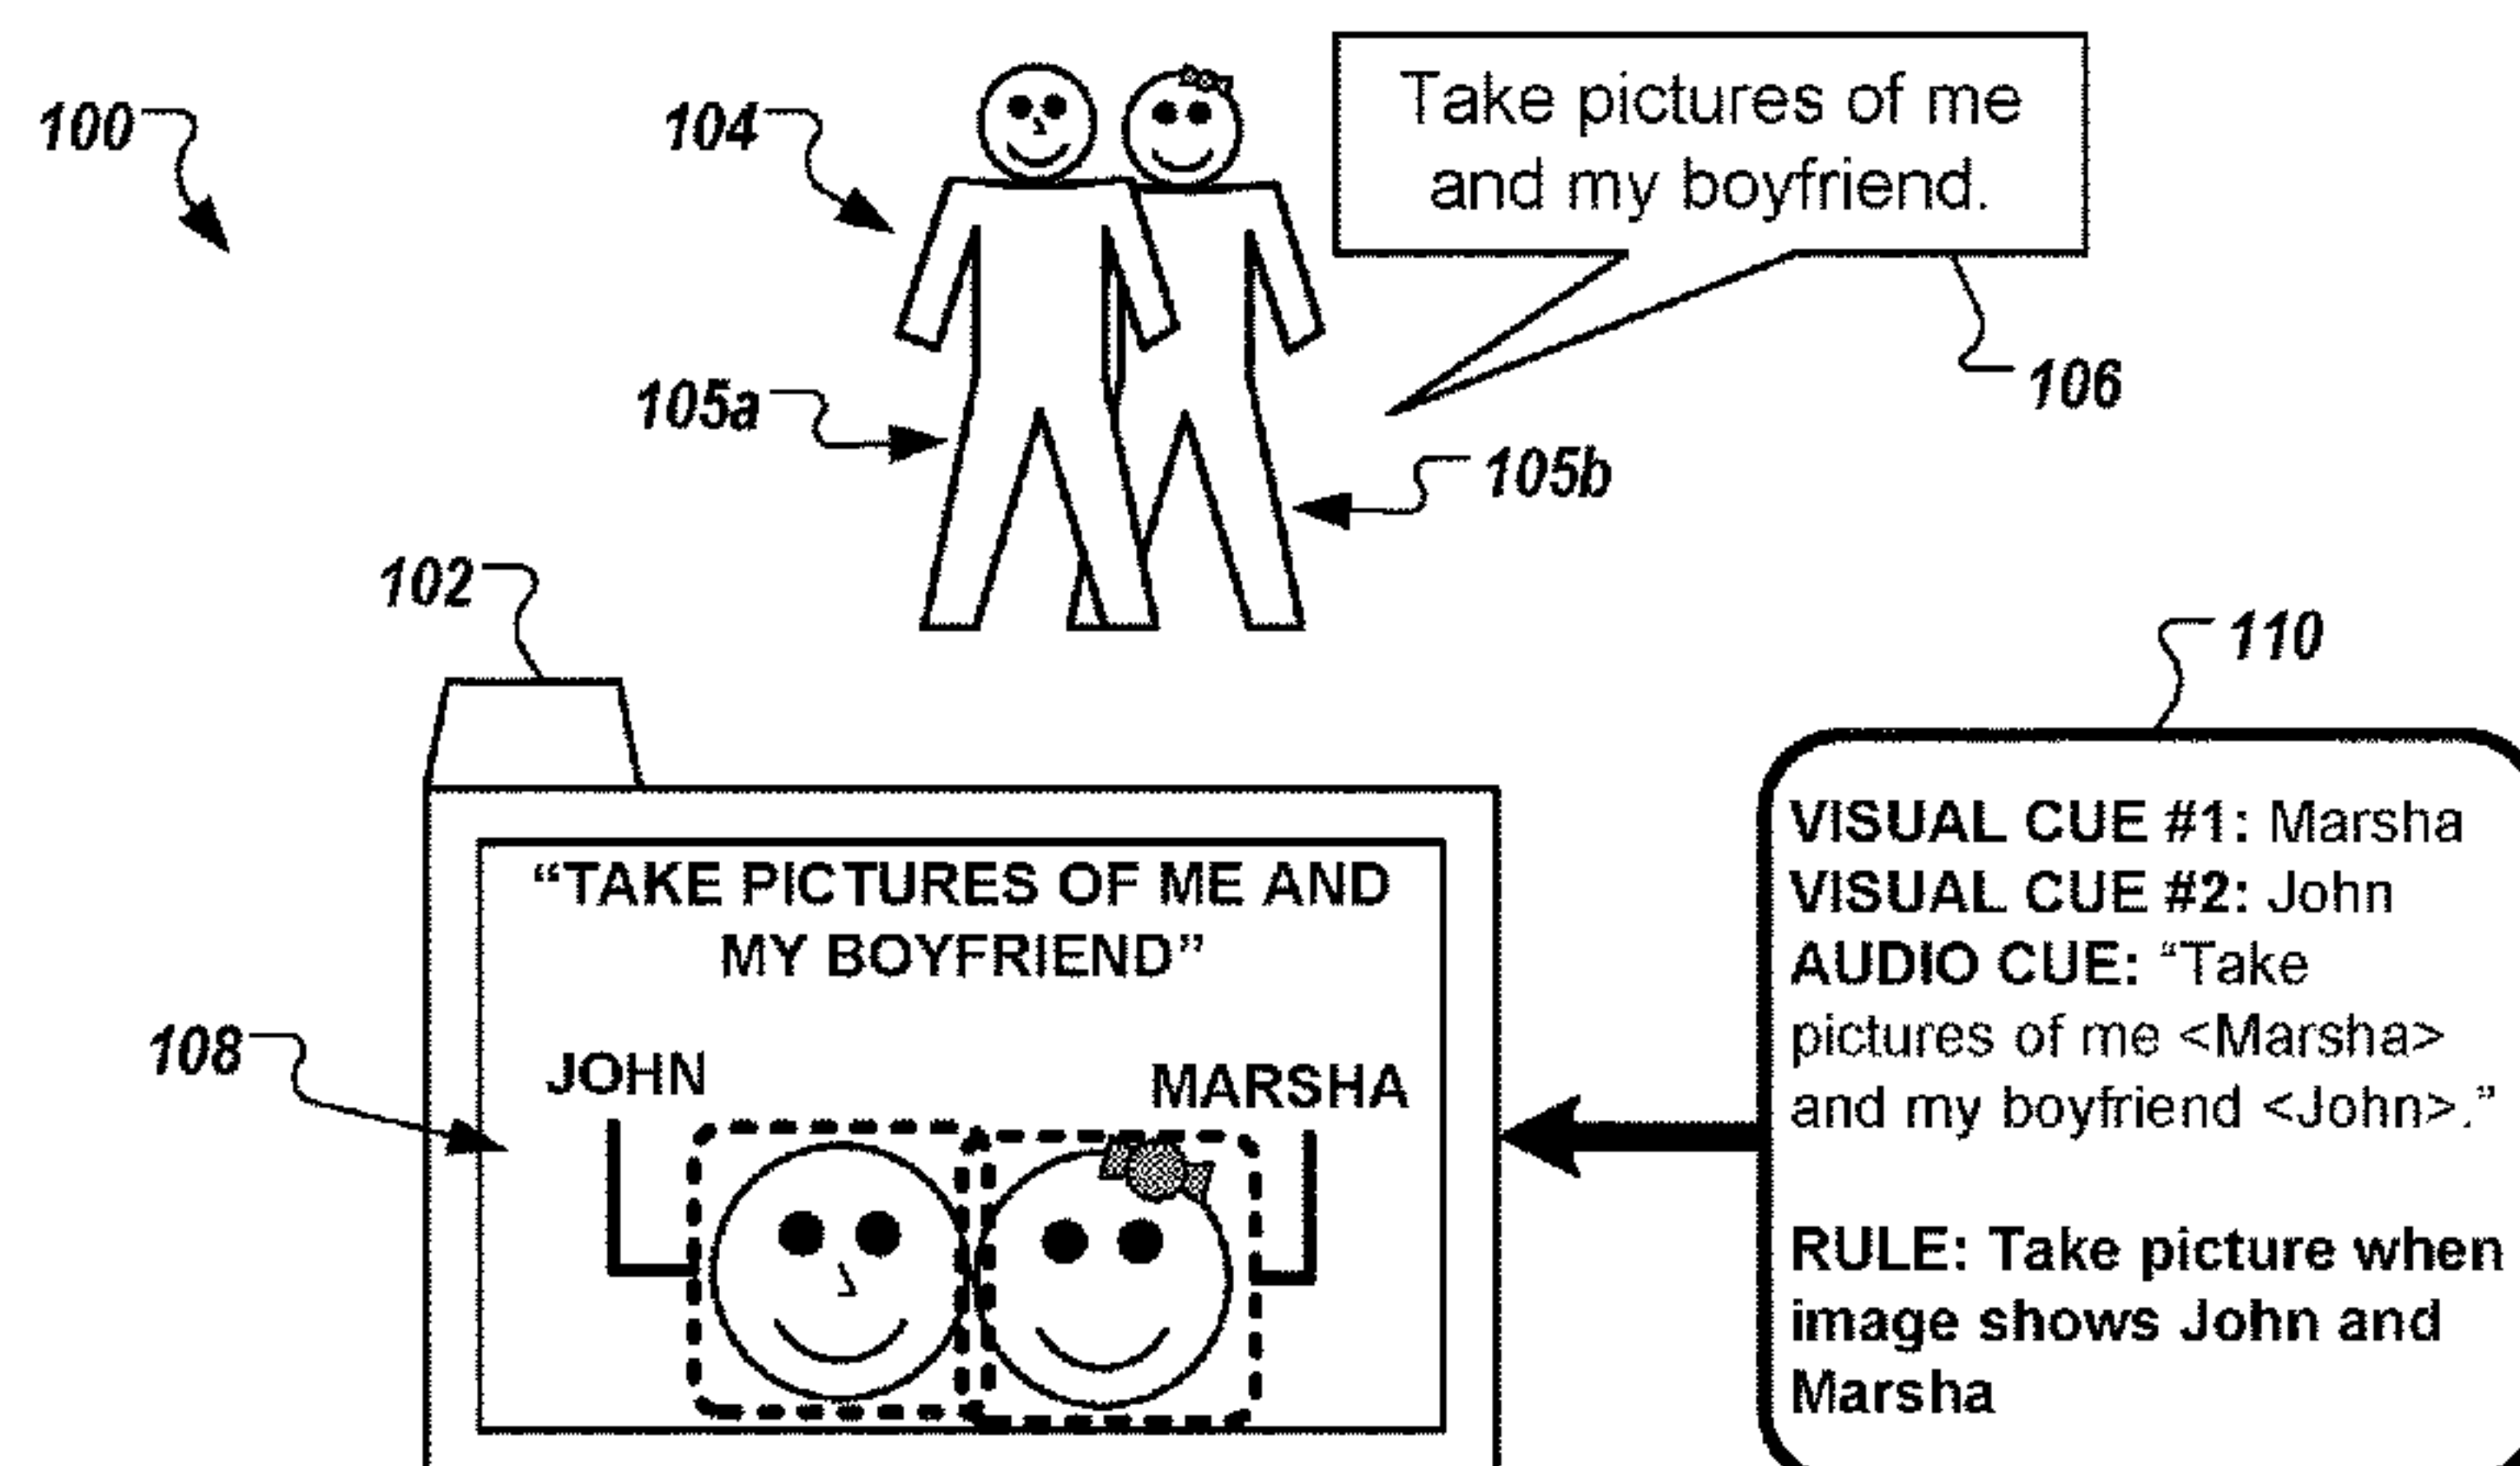 100
104
Take pictures of me
and my boyfriend.
106
105a
105b
102
110
“TAKE PICTURES OF ME AND
MY BOYFRIEND”
108
JOHN
MARSHA
VISUAL CUE #1: Marsha
VISUAL CUE #2: John
AUDIO CUE: “Take
pictures of me <Marsha>
and my boyfriend <John>.”
RULE: Take picture when
image shows John and
Marsha